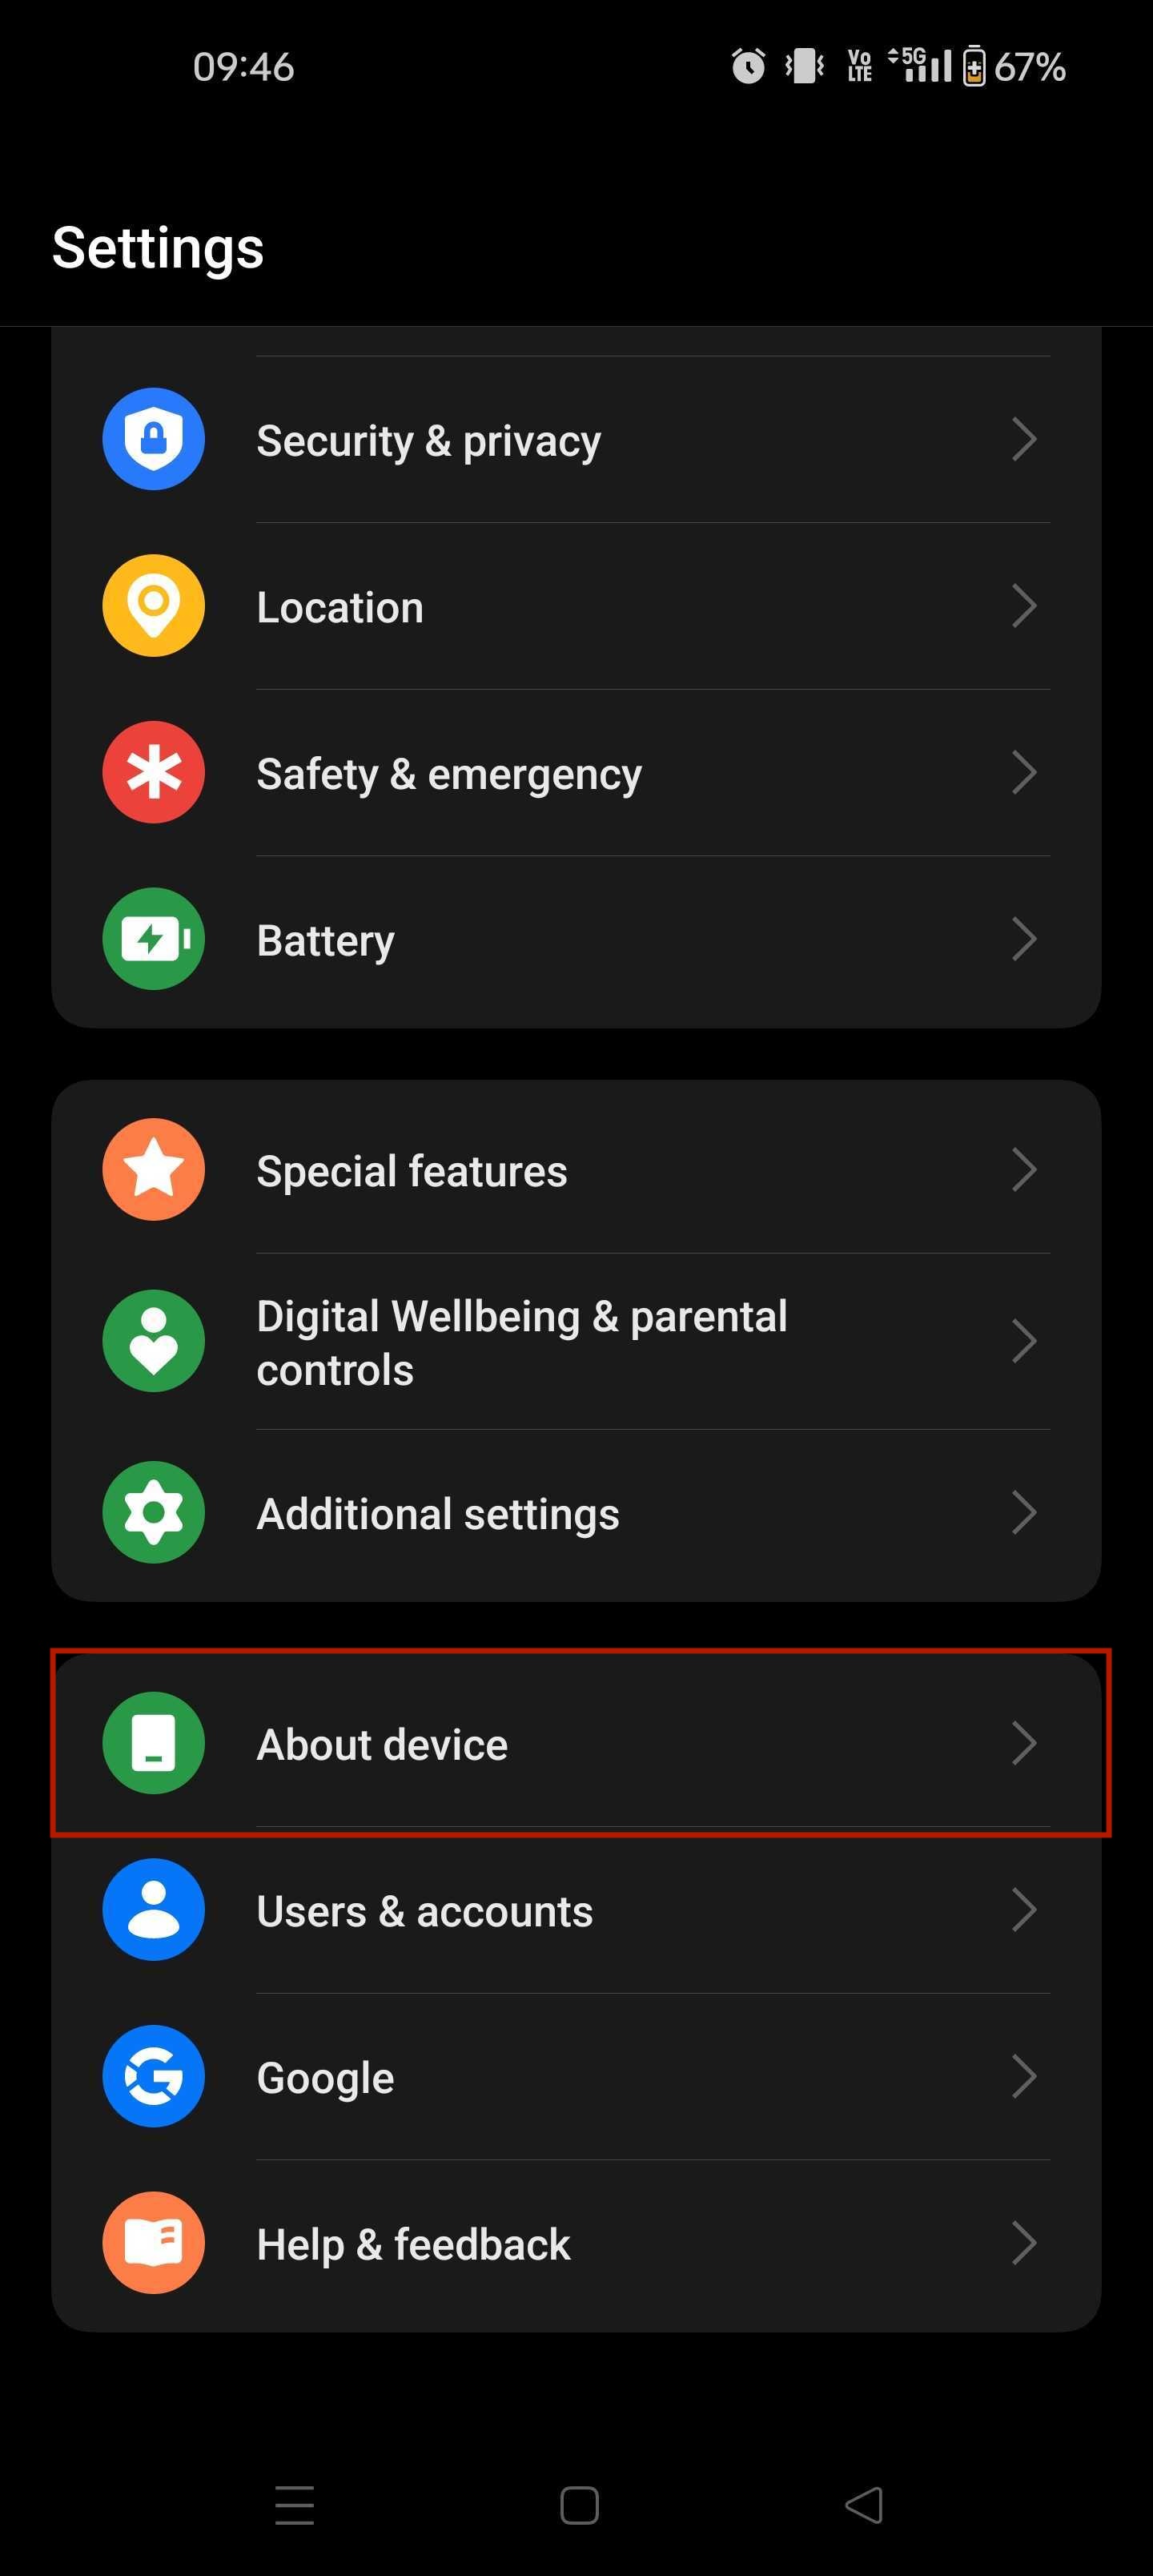 09:46
Vo
LTE
5G
67%
Settings
Security & privacy
Location
Safety & emergency
Battery
Special features
Digital Wellbeing & parental
controls
Additional settings
About device
Users & accounts
Google
Help & feedback